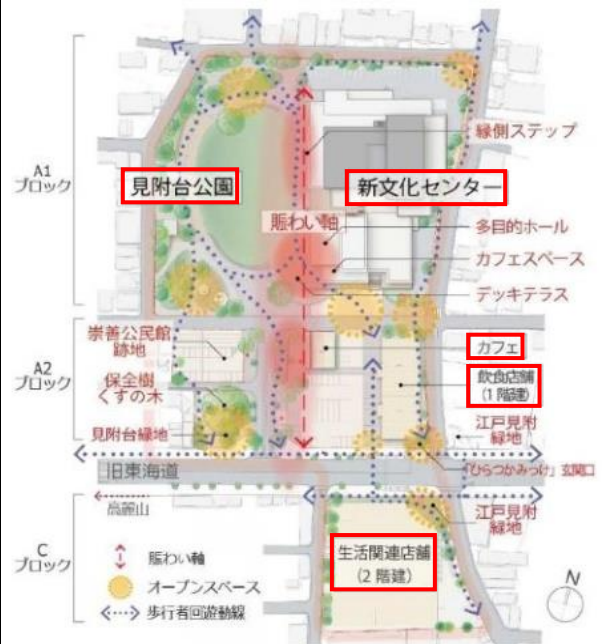 A1
ブロック
見附台公園
新文化センター
縁側ステップ
賑わい軸
多目的ホール
カフェスペース
デッキテラス
A2
ブロック
崇善公民館
跡地
保全樹
くすの木
見附台緑地
カフェ
飲食店舗
(1階建)
江戸見附
緑地
旧東海道
「ひらつかみつけ」玄関口
高麗山
江戸見附
緑地
C
ブロック
生活関連店舗
(2階建)
賑わい軸
オープンスペース
歩行者回遊動線
N